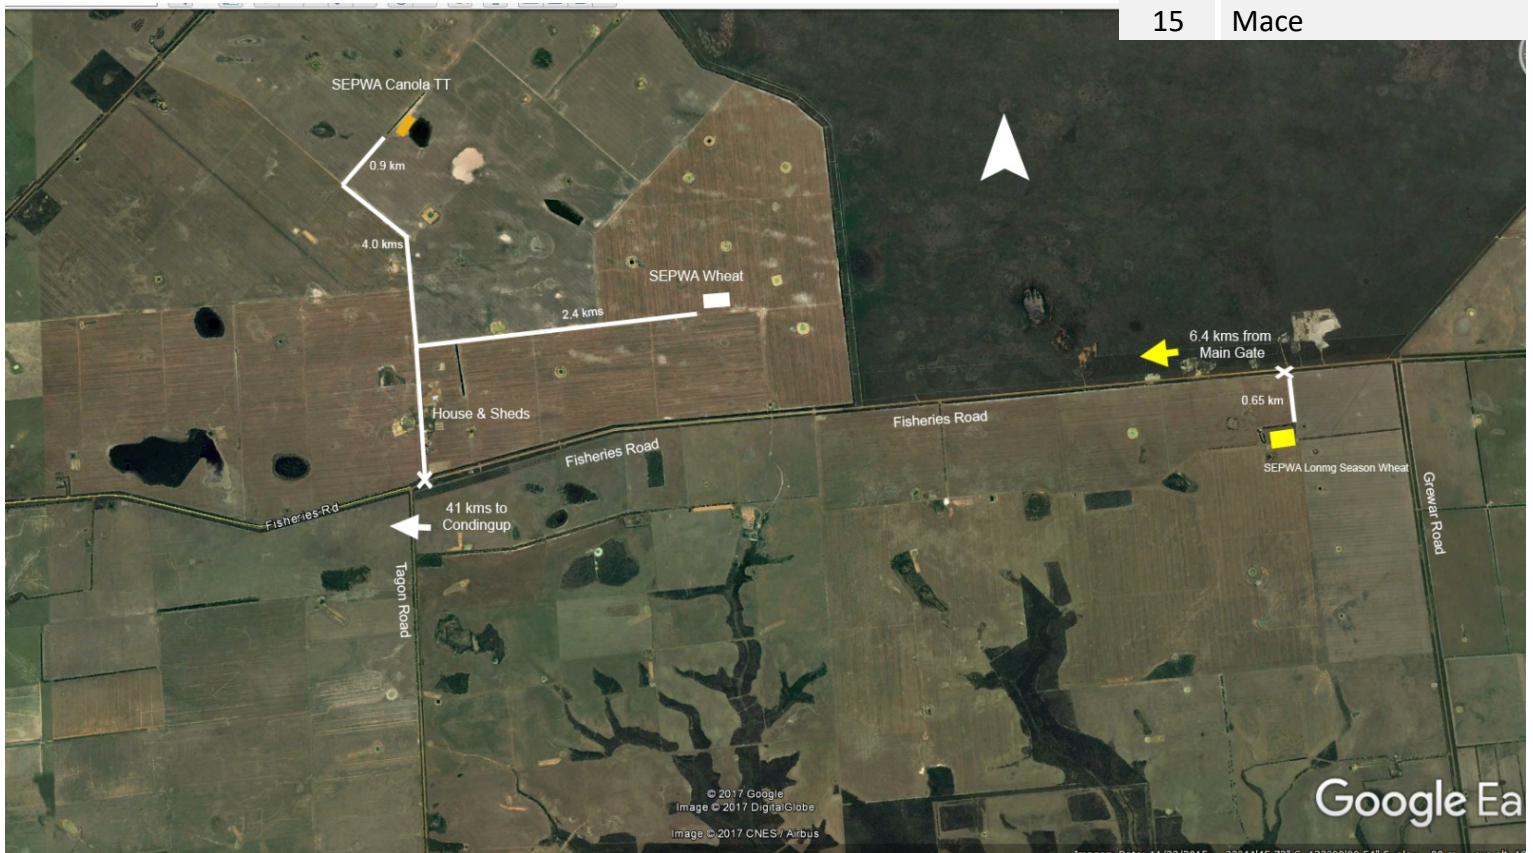 15 Mace
SEPWA Canola TT
0.9 km
4.0 kms
SEPWA Wheat
2.4 kms
6.4 kms from
Main Gate
0.65 km
House & Sheds
Fisheries Road
Fisheries Road
SEPWA Lonmg Season Wheat
Grewar Road
Fisheries Rd
41 kms to
Condingup
Tagon Road
© 2017 Google
Image © 2017 DigitalGlobe
Image © 2017 CNES / Airbus
Google Ea